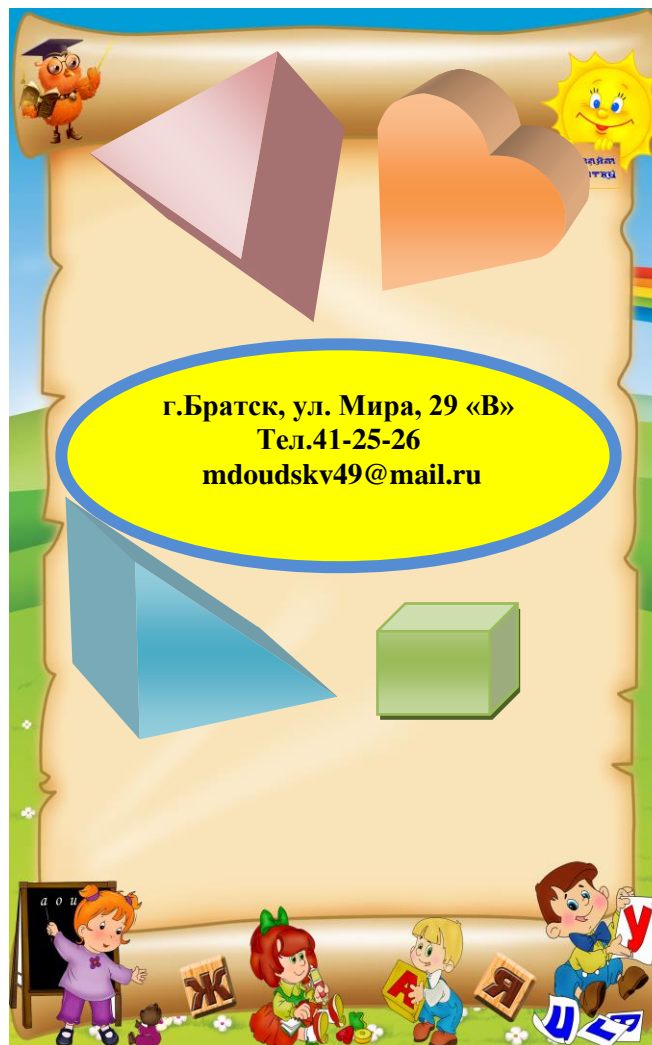 г.Братск, ул. Мира, 29 «В»
Тел.41-25-26
mdoudskv49@mail.ru
а о и
Ж
А
Я
У